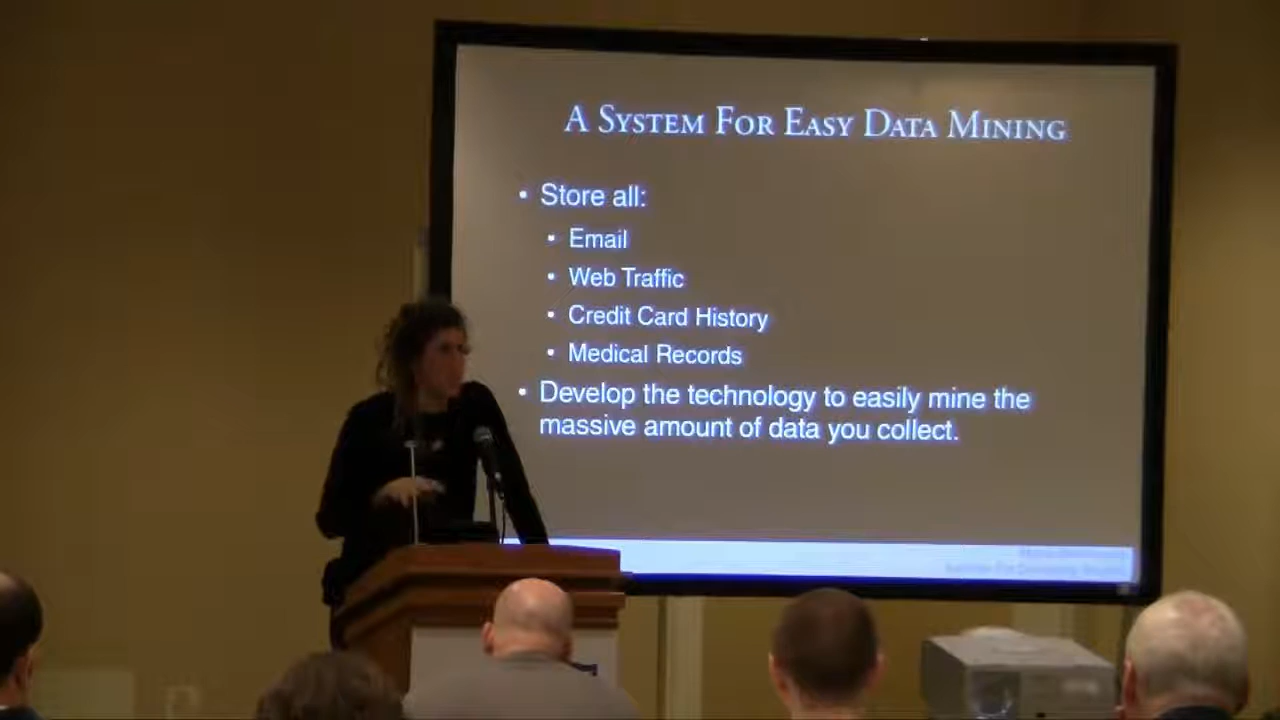 A System For Easy Data Mining
• Store all:
• Email
• Web Traffic
• Credit Card History
• Medical Records
• Develop the technology to easily mine the
massive amount of data you collect.